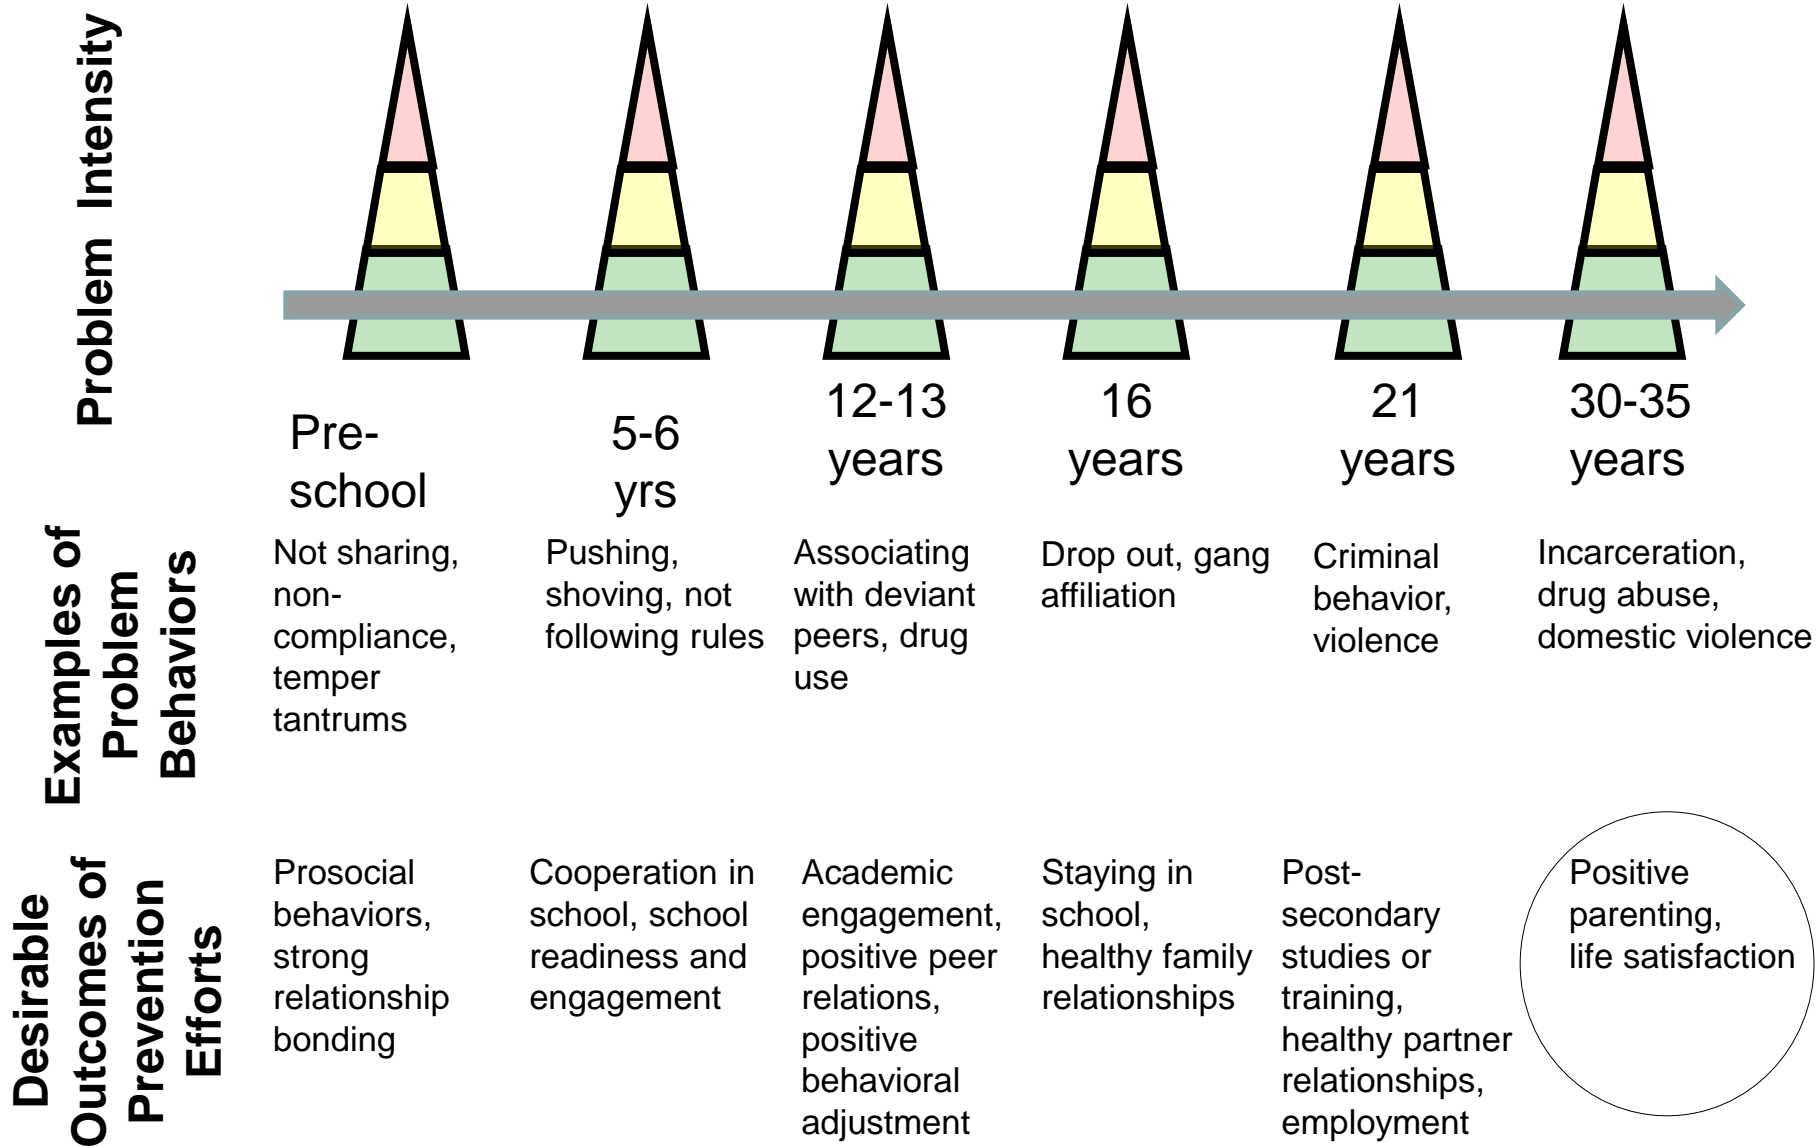 Problem Intensity
Pre-
school
5-6
yrs
12-13
years
16
years
21
years
30-35
years
Examples of
Problem
Behaviors
Not sharing,
non-
compliance,
temper
tantrums
Pushing,
shoving, not
following rules
Associating
with deviant
peers, drug
use
Drop out, gang
affiliation
Criminal
behavior,
violence
Incarceration,
drug abuse,
domestic violence
Desirable
Outcomes of
Prevention
Efforts
Prosocial
behaviors,
strong
relationship
bonding
Cooperation in
school, school
readiness and
engagement
Academic
engagement,
positive peer
relations,
positive
behavioral
adjustment
Staying in
school,
healthy family
relationships
Post-
secondary
studies or
training,
healthy partner
relationships,
employment
Positive
parenting,
life satisfaction